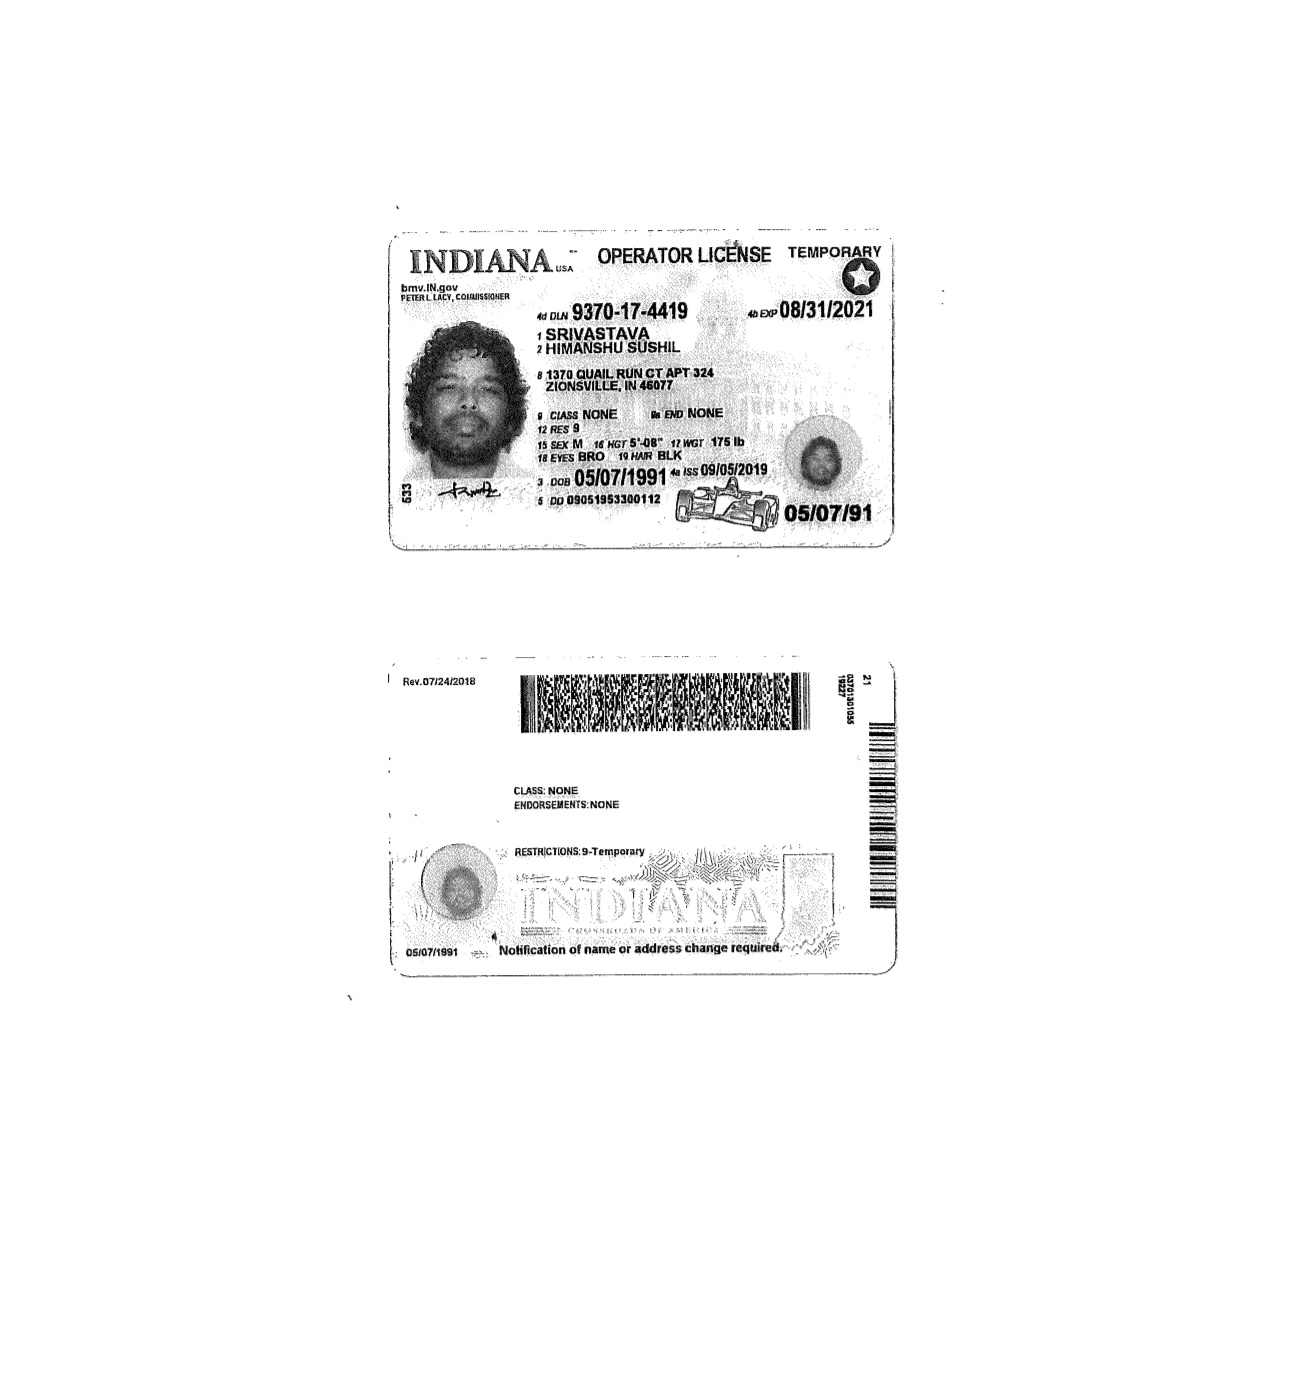 INDIANA USA OPERATOR LICENSE TEMPORARY
bmv.IN.gov
PETER L. LACY, COMMISSIONER
4d DLN 9370-17-4419 4b EXP 08/31/2021
1 SRIVASTAVA
2 HIMANSHU SUSHIL
8 1370 QUAIL RUN CT APT 324
ZIONSVILLE, IN 46077
9 CLASS NONE 9a END NONE
12 RES 9
15 SEX M 16 HGT 5'-08" 17 WGT 175 lb
18 EYES BRO 19 HAIR BLK
3 DOB 05/07/1991 4a ISS 09/05/2019
5 DD 09051953300112
533
05/07/91
Rev.07/24/2018
21
03701301055
19227
CLASS: NONE
ENDORSEMENTS:NONE
RESTRICTIONS:9-Temporary
INDIANA
CROSSROADS OF AMERICA
05/07/1991
Notification of name or address change required.